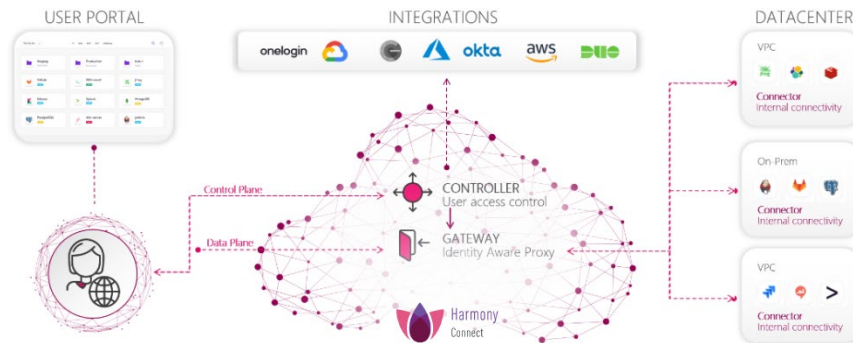 USER PORTAL
INTEGRATIONS
DATACENTER
onelogin
okta
aws
DUO
VPC
Connector
Internal connectivity
Control Plane
CONTROLLER
User access control
On-Prem
Connector
Internal connectivity
Data Plane
GATEWAY
Identity Aware Proxy
VPC
Connector
Internal connectivity
Harmony
Connect